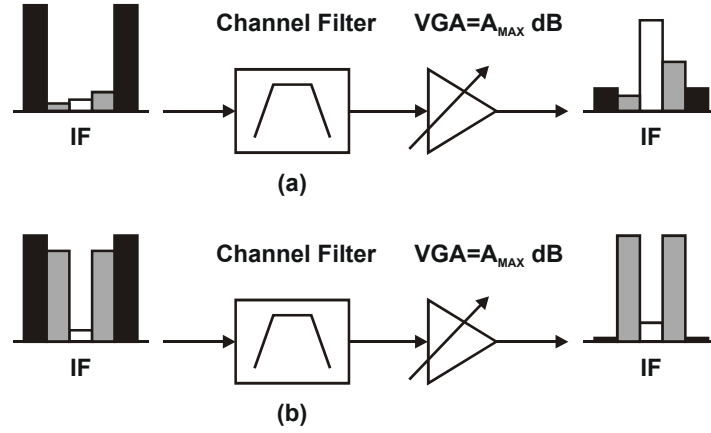 Channel Filter VGA=A_MAX dB
IF
IF
(a)
Channel Filter VGA=A_MAX dB
IF
IF
(b)